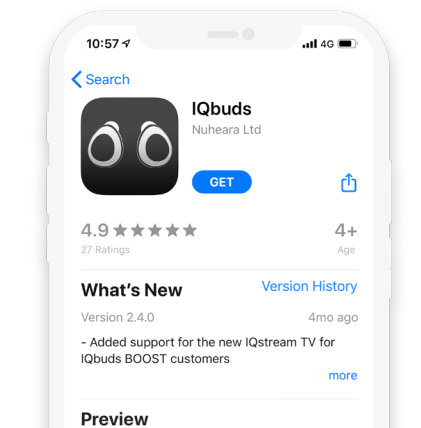 10:57 4G
Search
IQbuds
Nuheara Ltd
GET
4.9
4+
27 Ratings
Age
What's New
Version History
Version 2.4.0
4mo ago
- Added support for the new IQstream TV for
IQbuds BOOST customers
more
Preview